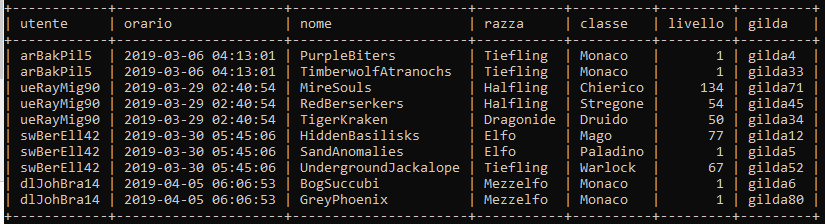 utente | orario | nome | razza | classe | livello | gilda
arBakPil5 | 2019-03-06 04:13:01 | PurpleBiters | Tiefling | Monaco | 1 | gilda4
arBakPil5 | 2019-03-06 04:13:01 | TimberwolfAtranochs | Tiefling | Monaco | 1 | gilda33
ueRayMig90 | 2019-03-29 02:40:54 | MireSouls | Halfling | Chierico | 134 | gilda71
ueRayMig90 | 2019-03-29 02:40:54 | RedBerserkers | Halfling | Stregone | 54 | gilda45
ueRayMig90 | 2019-03-29 02:40:54 | TigerKraken | Dragonide | Druido | 50 | gilda34
swBerEll42 | 2019-03-30 05:45:06 | HiddenBasilisks | Elfo | Mago | 77 | gilda12
swBerEll42 | 2019-03-30 05:45:06 | SandAnomalies | Elfo | Paladino | 1 | gilda5
swBerEll42 | 2019-03-30 05:45:06 | UndergroundJackalope | Tiefling | Warlock | 67 | gilda52
dlJohBra14 | 2019-04-05 06:06:53 | BogSuccubi | Mezzelfo | Monaco | 1 | gilda6
dlJohBra14 | 2019-04-05 06:06:53 | GreyPhoenix | Mezzelfo | Monaco | 1 | gilda80